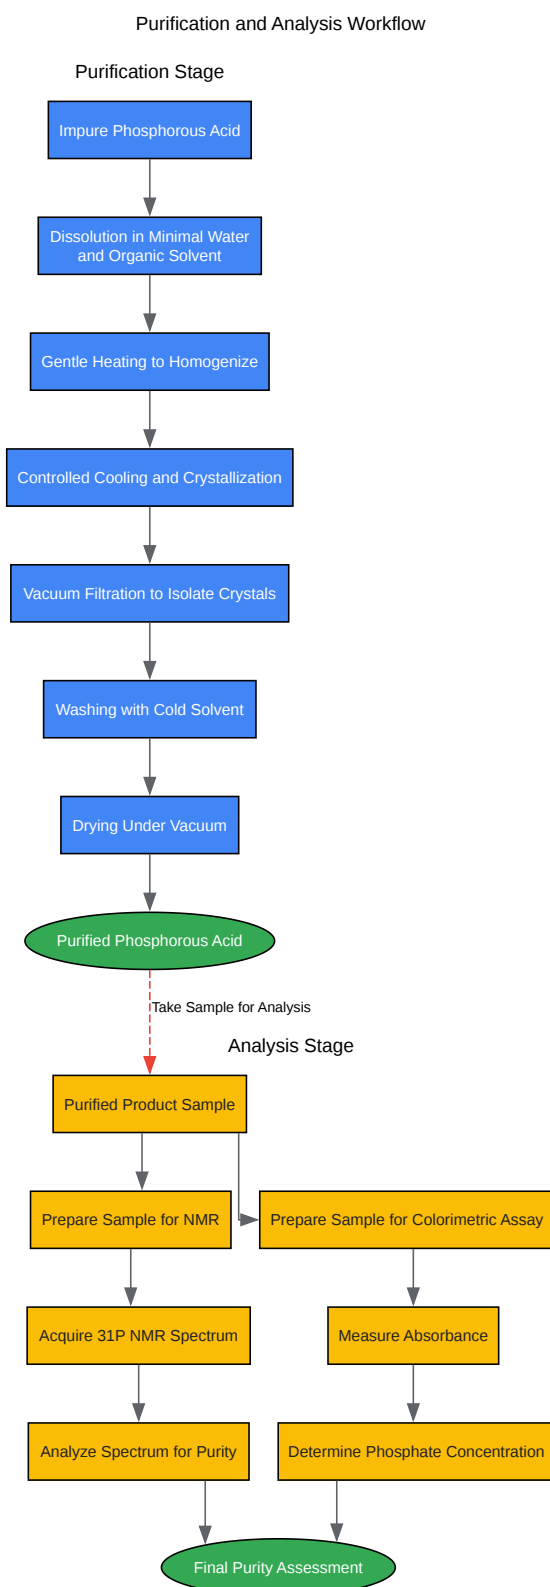 Purification and Analysis Workflow
Purification Stage
Impure Phosphorous Acid
Dissolution in Minimal Water
and Organic Solvent
Gentle Heating to Homogenize
Controlled Cooling and Crystallization
Vacuum Filtration to Isolate Crystals
Washing with Cold Solvent
Drying Under Vacuum
Purified Phosphorous Acid
Take Sample for Analysis
Analysis Stage
Purified Product Sample
Prepare Sample for NMR
Prepare Sample for Colorimetric Assay
Acquire 31P NMR Spectrum
Measure Absorbance
Analyze Spectrum for Purity
Determine Phosphate Concentration
Final Purity Assessment